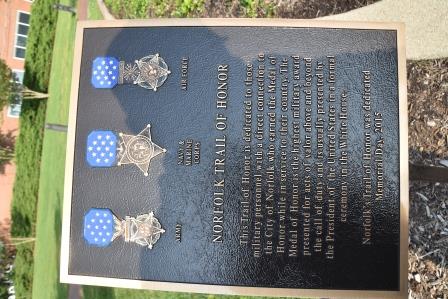 ARMY
NAVY &
MARINE
CORPS
AIR FORCE
NORFOLK TRAIL OF HONOR
This Trail of Honor is dedicated to those
military personnel with a direct connection to
the City of Norfolk who earned the Medal of
Honor while in service to their country. The
Medal of Honor is the highest military award
presented for acts of valor above and beyond
the call of duty and is usually presented by
the President of the United States in a formal
ceremony in the White House.
Norfolk's Trail of Honor was dedicated
Memorial Day, 2015